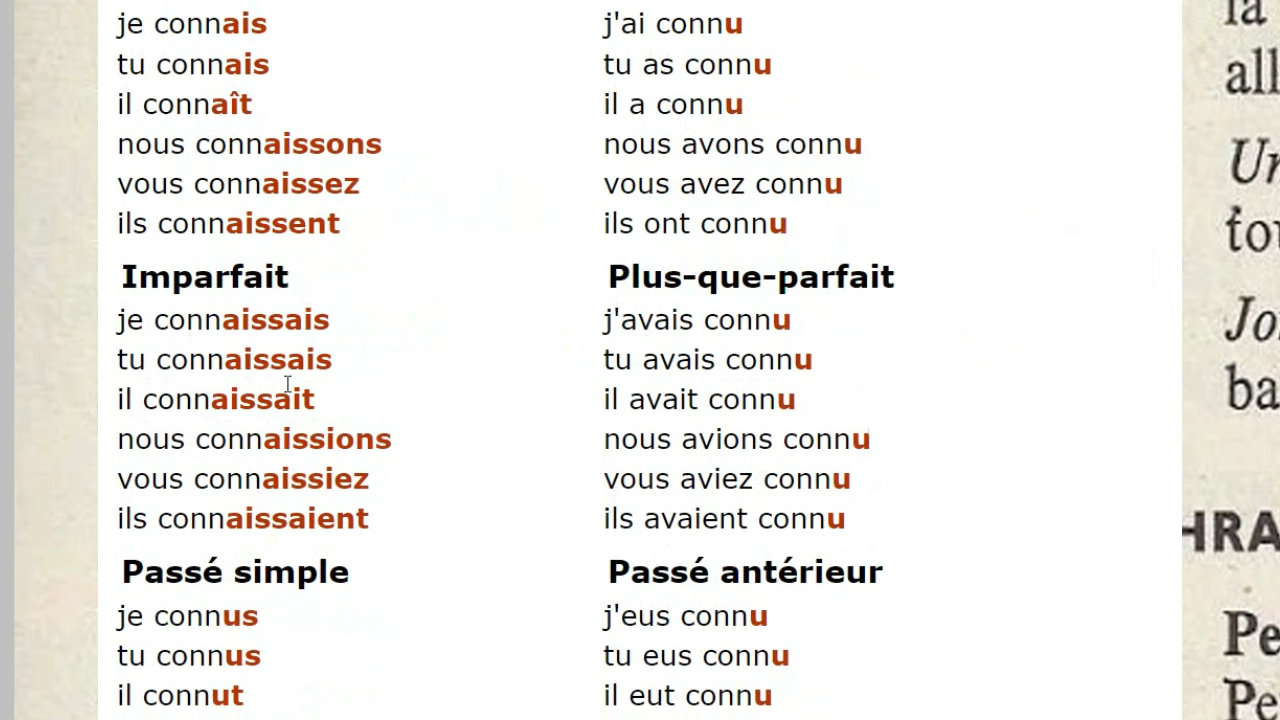 je connais
tu connais
il connaît
nous connaissons
vous connaissez
ils connaissent
Imparfait
je connaissais
tu connaissais
il connaissait
nous connaissions
vous connaissiez
ils connaissaient
Passé simple
je connus
tu connus
il connut
j'ai connu
tu as connu
il a connu
nous avons connu
vous avez connu
ils ont connu
Plus-que-parfait
j'avais connu
tu avais connu
il avait connu
nous avions connu
vous aviez connu
ils avaient connu
Passé antérieur
j'eus connu
tu eus connu
il eut connu